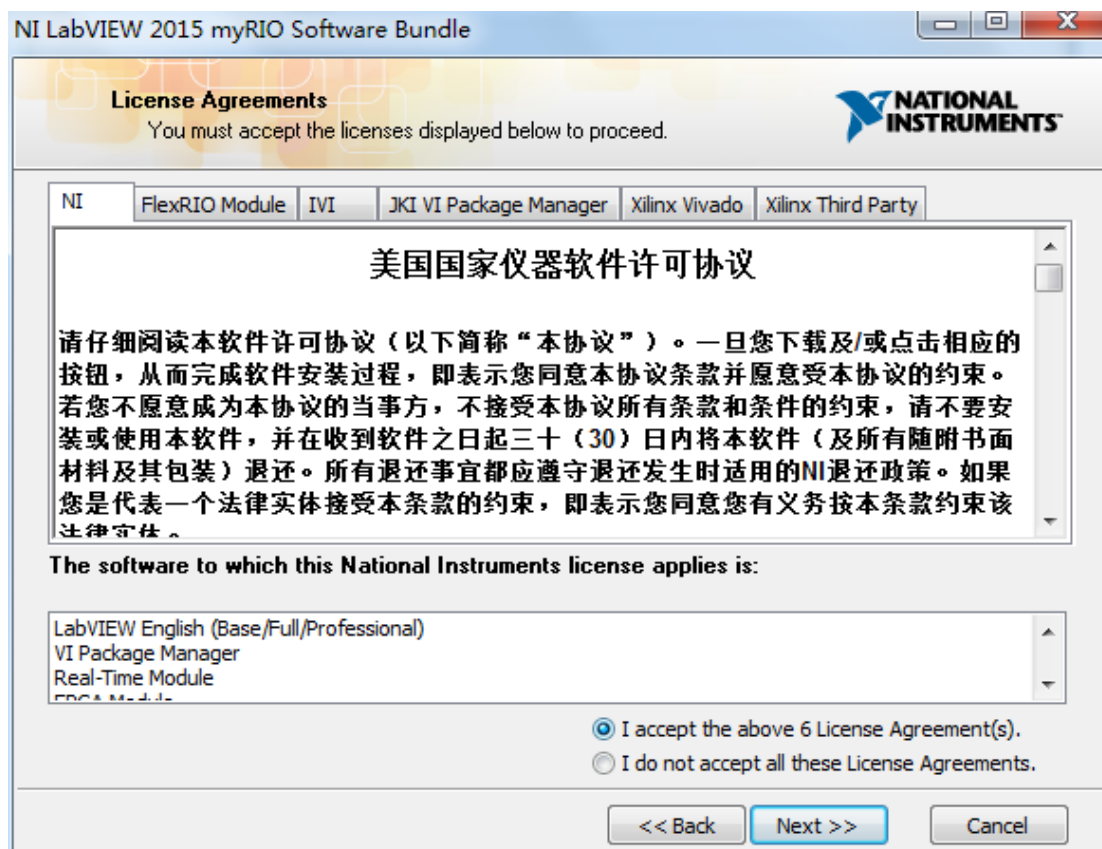 NI LabVIEW 2015 myRIO Software Bundle
License Agreements
You must accept the licenses displayed below to proceed.
NATIONAL
INSTRUMENTS™
NI FlexRIO Module IVI JKI VI Package Manager Xilinx Vivado Xilinx Third Party
美国国家仪器软件许可协议
请仔细阅读本软件许可协议（以下简称“本协议”）。一旦您下载及/或点击相应的
按钮，从而完成软件安装过程，即表示您同意本协议条款并愿意受本协议的约束。
若您不愿意成为本协议的当事方，不接受本协议所有条款和条件的约束，请不要安
装或使用本软件，并在收到软件之日起三十（30）日内将本软件（及所有随附书面
材料及其包装）退还。所有退还事宜都应遵守退还发生时适用的NI退还政策。如果
您是代表一个法律实体接受本条款的约束，即表示您同意您有义务按本条款约束该
法律实体。
The software to which this National Instruments license applies is:
LabVIEW English (Base/Full/Professional)
VI Package Manager
Real-Time Module
FPGA Module
I accept the above 6 License Agreement(s).
I do not accept all these License Agreements.
<< Back Next >> Cancel